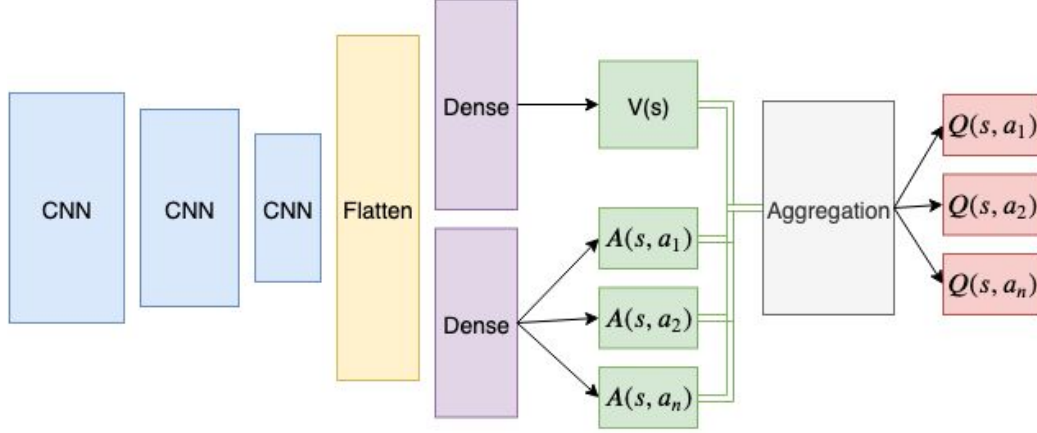 CNN
CNN
CNN
Flatten
Dense
Dense
V(s)
A(s, a₁)
A(s, a₂)
A(s, aₙ)
Aggregation
Q(s, a₁)
Q(s, a₂)
Q(s, aₙ)